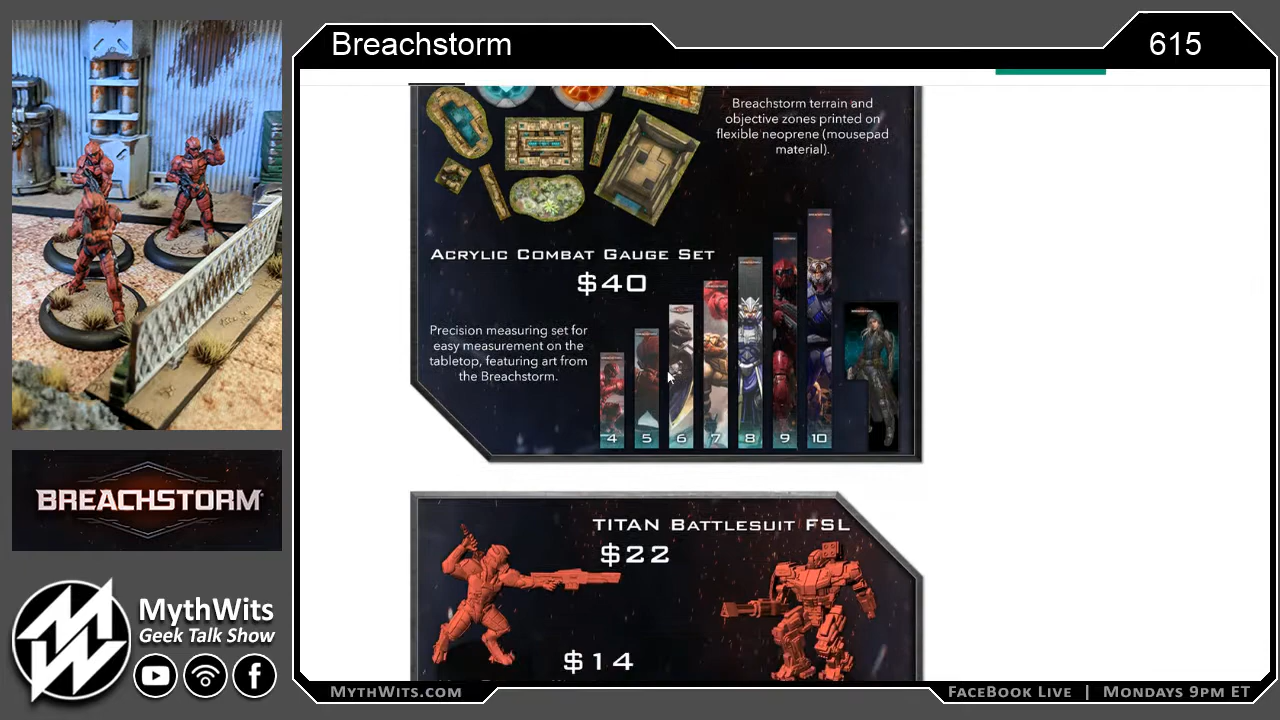 Breachstorm
615
Breachstorm terrain and
objective zones printed on
flexible neoprene (mousepad
material).
Acrylic Combat Gauge Set
$40
Precision measuring set for
easy measurement on the
tabletop, featuring art from
the Breachstorm.
4 5 6 7 8 9 10
TITAN Battlesuit FSL
$22
$14
BREACHSTORM
MythWits
Geek Talk Show
MythWits.com
FaceBook Live | Mondays 9pm ET